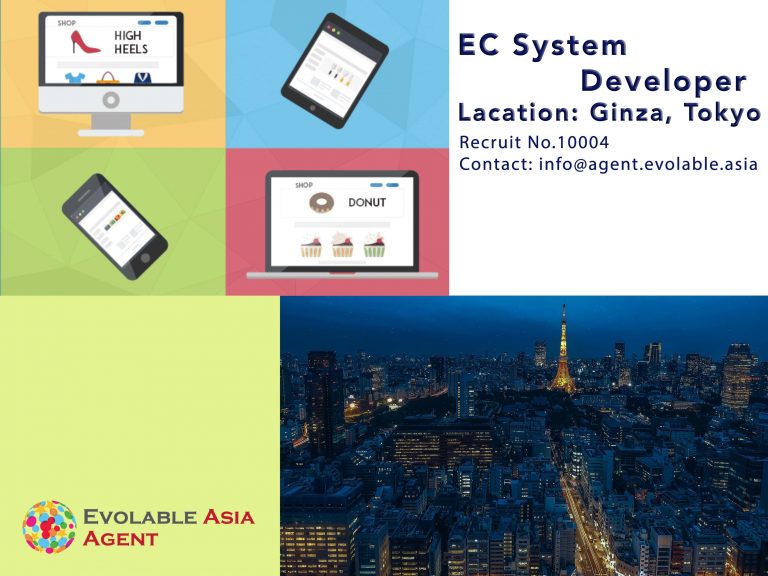 SHOP
HIGH
HEELS
EC System
Developer
Lacation: Ginza, Tokyo
Recruit No.10004
Contact: info@agent.evolable.asia
SHOP
DONUT
EVOLABLE ASIA
AGENT